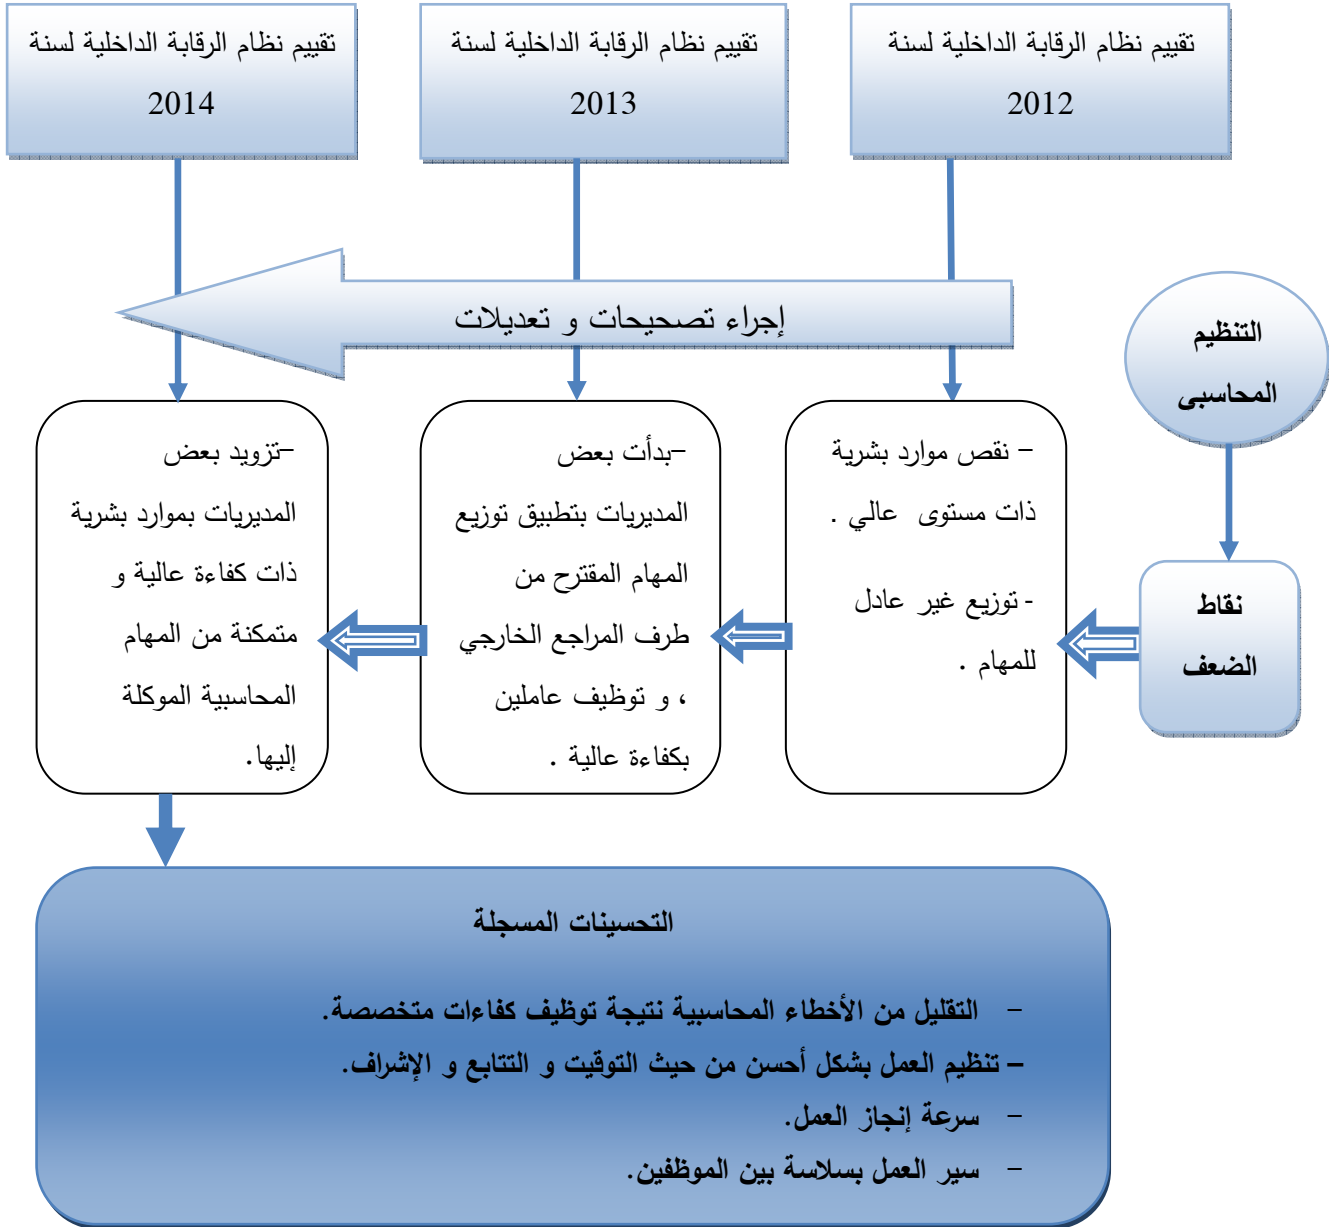 تقييم نظام الرقابة الداخلية لسنة
2012
تقييم نظام الرقابة الداخلية لسنة
2013
تقييم نظام الرقابة الداخلية لسنة
2014
إجراء تصحيحات و تعديلات
التنظيم
المحاسبي
نقاط
الضعف
– نقص موارد بشرية
ذات مستوى عالي .
- توزيع غير عادل
للمهام .
–بدأت بعض
المديريات بتطبيق توزيع
المهام المقترح من
طرف المراجع الخارجي
، و توظيف عاملين
بكفاءة عالية .
–تزويد بعض
المديريات بموارد بشرية
ذات كفاءة عالية و
متمكنة من المهام
المحاسبية الموكلة
إليها.
التحسينات المسجلة
– التقليل من الأخطاء المحاسبية نتيجة توظيف كفاءات متخصصة.
– تنظيم العمل بشكل أحسن من حيث التوقيت و التتابع و الإشراف.
– سرعة إنجاز العمل.
– سير العمل بسلاسة بين الموظفين.